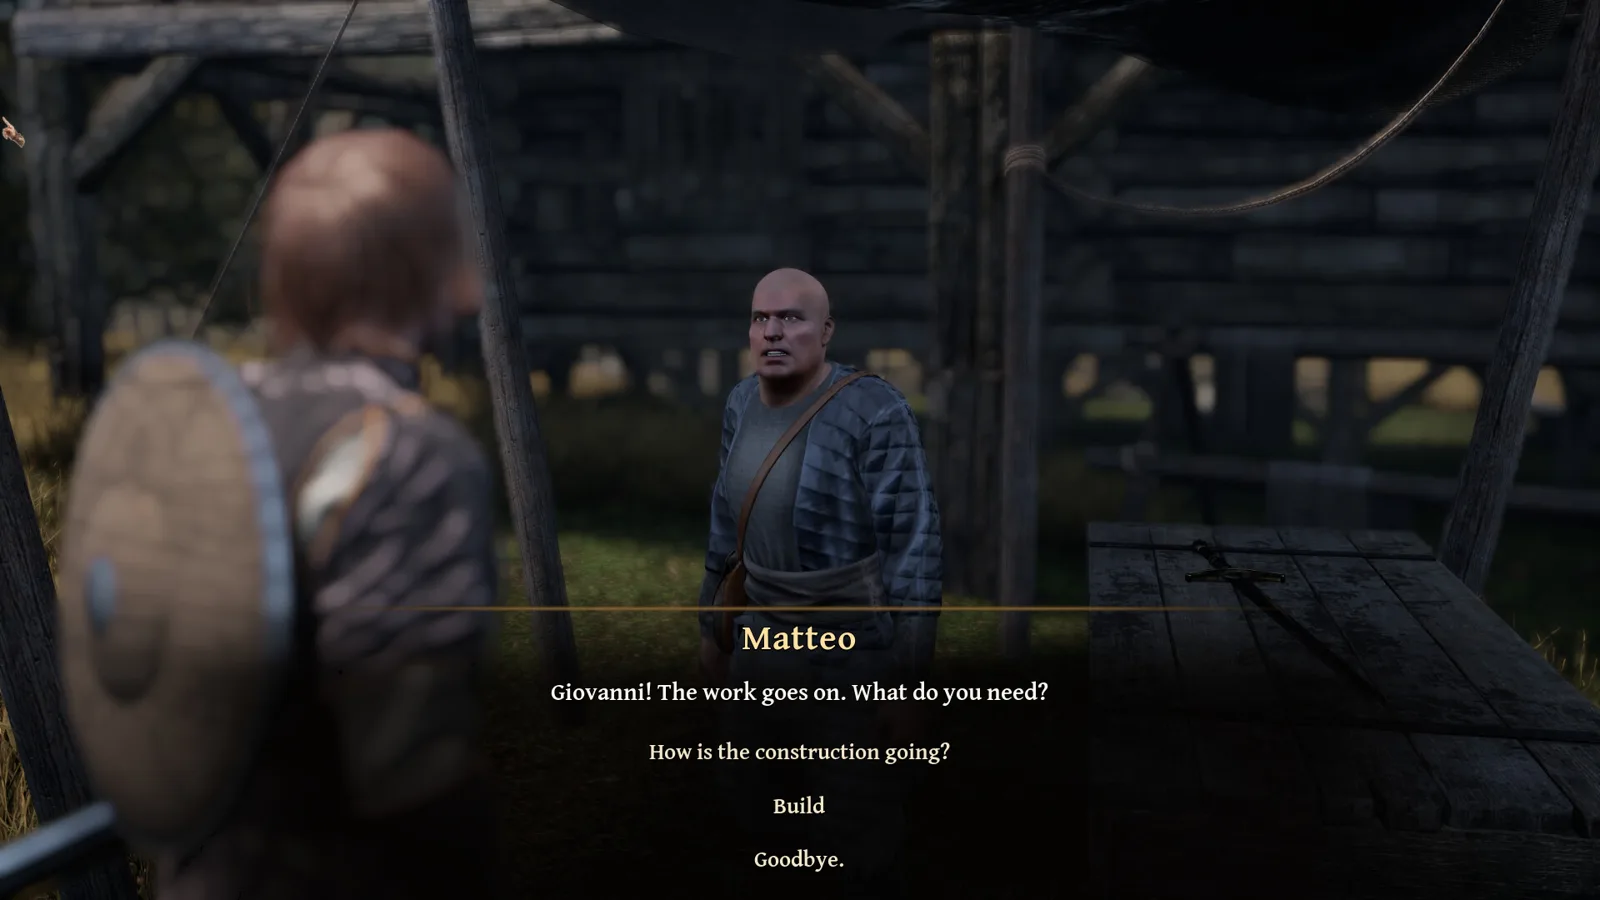 Matteo
Giovanni! The work goes on. What do you need?
How is the construction going?
Build
Goodbye.